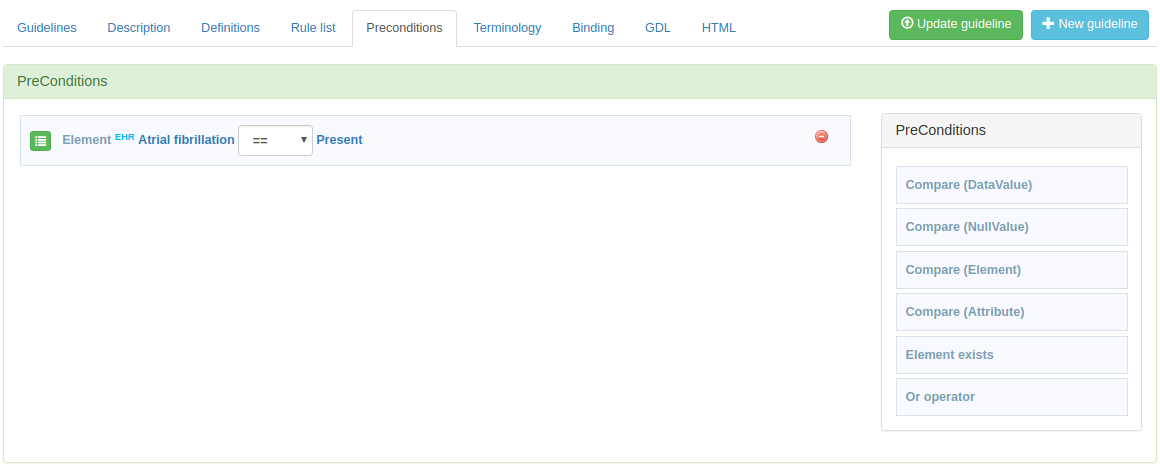 Guidelines Description Definitions Rule list Preconditions Terminology Binding GDL HTML Update guideline New guideline
PreConditions
Element EHR Atrial fibrillation == Present
PreConditions
Compare (DataValue)
Compare (NullValue)
Compare (Element)
Compare (Attribute)
Element exists
Or operator